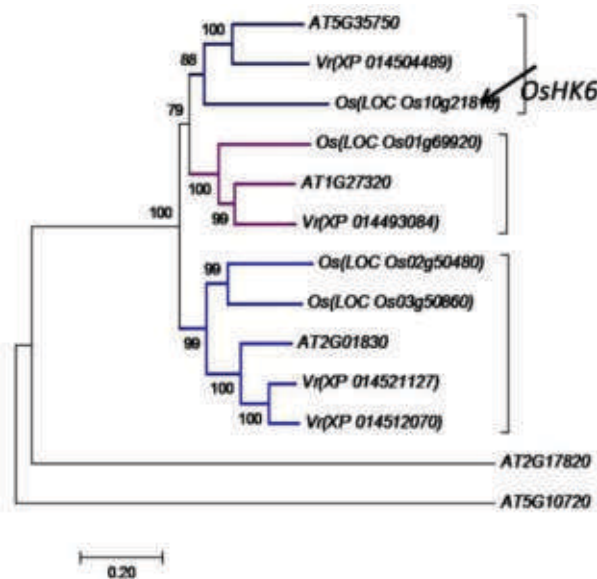 AT5G35750
100
Vr(XP 014504489)
88
Os(LOC Os10g21810)
OsHK6
79
Os(LOC Os01g69920)
100
AT1G27320
99
Vr(XP 014493084)
100
Os(LOC Os02g50480)
99
Os(LOC Os03g50860)
99
AT2G01830
100
Vr(XP 014521127)
100
Vr(XP 014512070)
AT2G17820
AT5G10720
0.20